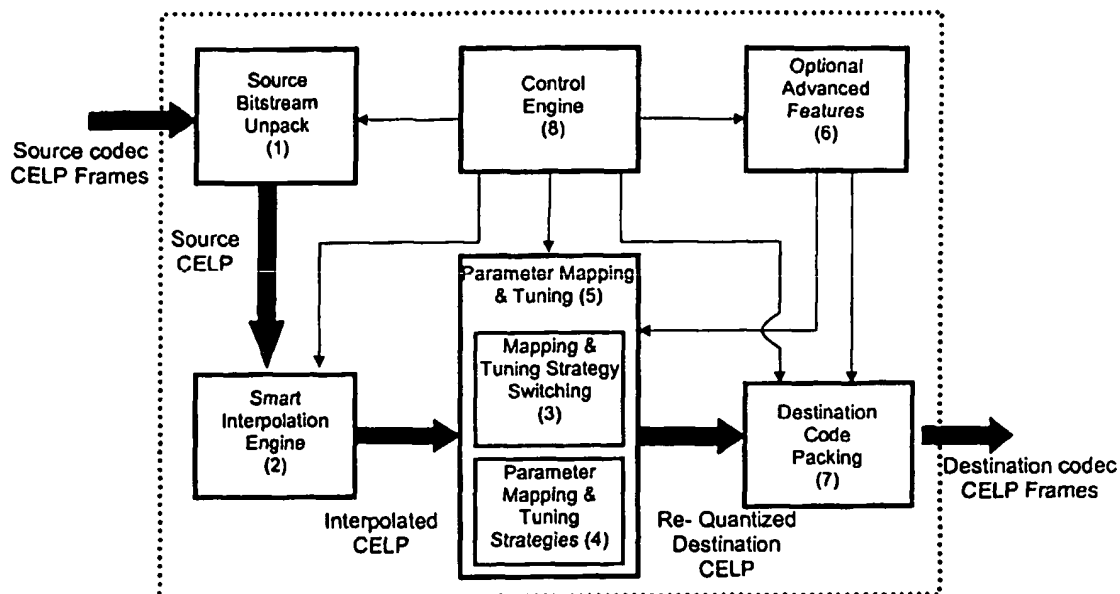 Source
Bitstream
Unpack
(1)
Control
Engine
(8)
Optional
Advanced
Features
(6)
Source codec
CELP Frames
Source
CELP
Parameter Mapping
& Tuning (5)
Mapping &
Tuning Strategy
Switching
(3)
Parameter
Mapping &
Tuning
Strategies (4)
Smart
Interpolation
Engine
(2)
Interpolated
CELP
Re- Quantized
Destination
CELP
Destination
Code
Packing
(7)
Destination codec
CELP Frames